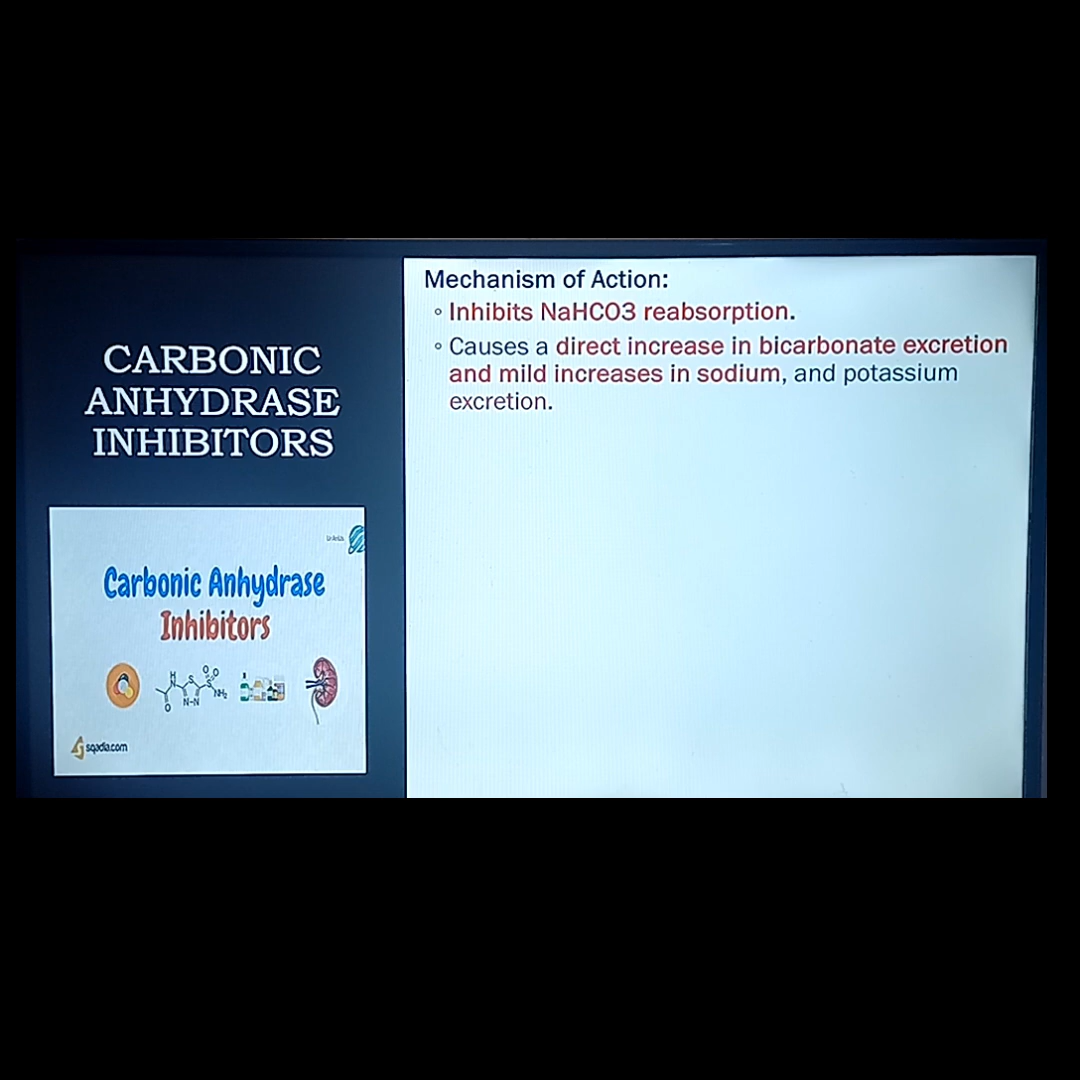 CARBONIC
ANHYDRASE
INHIBITORS
Mechanism of Action:
◦ Inhibits NaHCO3 reabsorption.
◦ Causes a direct increase in bicarbonate excretion
and mild increases in sodium, and potassium
excretion.
Carbonic Anhydrase
Inhibitors
H
N
O
S
N-N
O
O
S
NH₂
sqadia.com